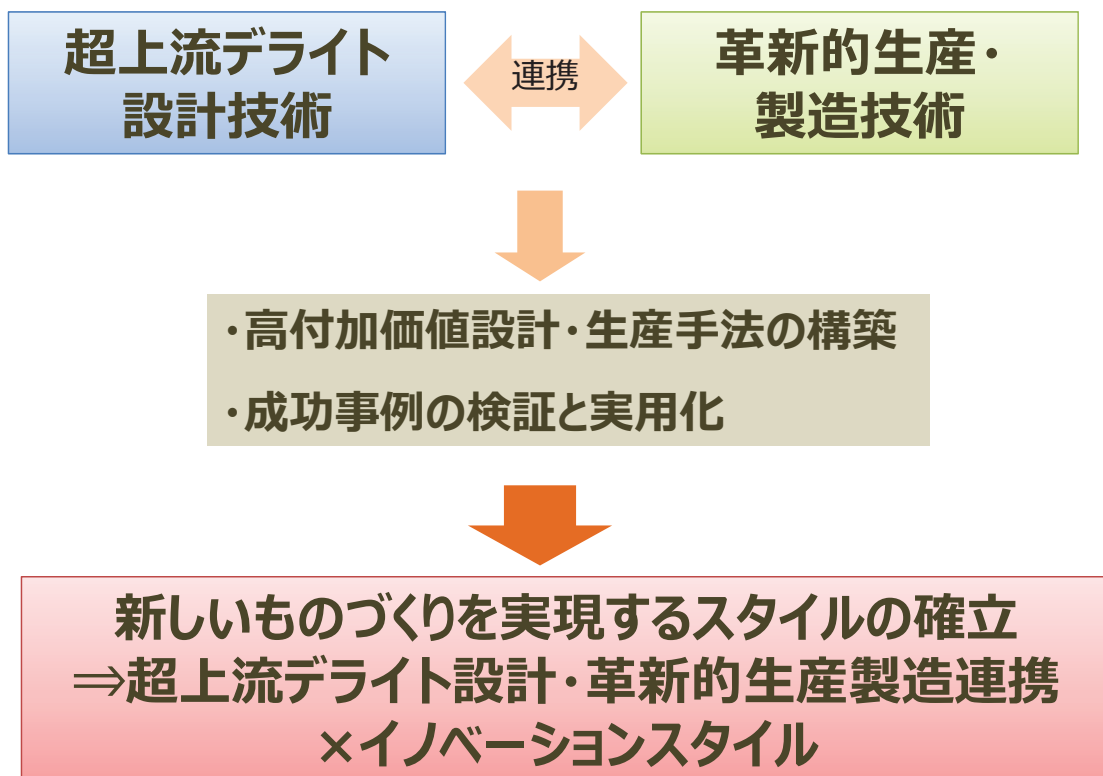 超上流デライト
設計技術
連携
革新的生産・
製造技術
・高付加価値設計・生産手法の構築
・成功事例の検証と実用化
新しいものづくりを実現するスタイルの確立
⇒超上流デライト設計・革新的生産製造連携
×イノベーションスタイル